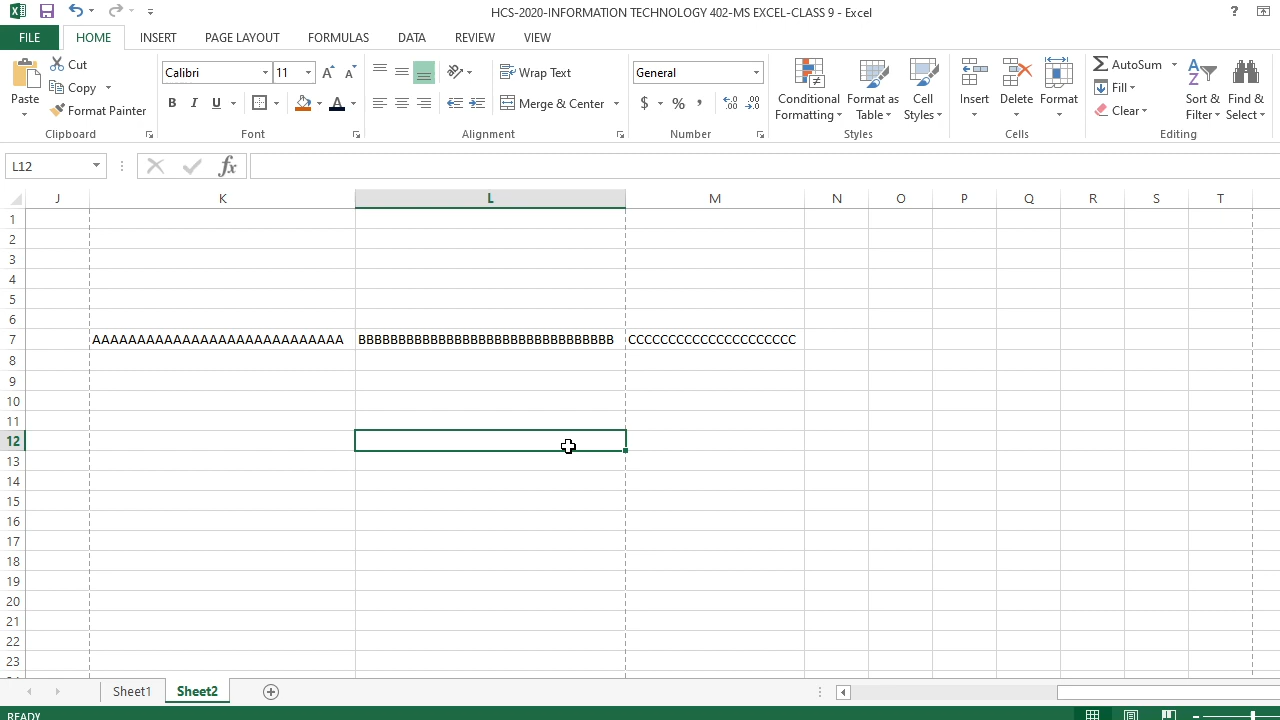 HCS-2020-INFORMATION TECHNOLOGY 402-MS EXCEL-CLASS 9 - Excel
?
FILE HOME INSERT PAGE LAYOUT FORMULAS DATA REVIEW VIEW
Paste
Cut
Copy
Format Painter
Clipboard
Calibri 11
B I U A
Font
Wrap Text
Merge & Center
Alignment
General
$ % ,
Number
Conditional Formatting
Format as Table
Cell Styles
Styles
Insert Delete Format
Cells
AutoSum
Fill
Clear
Sort & Filter
Find & Select
Editing
L12 fx
J K L M N O P Q R S T
1
2
3
4
5
6
7 AAAAAAAAAAAAAAAAAAAAAAAAAAAA BBBBBBBBBBBBBBBBBBBBBBBBBBBBBBBB CCCCCCCCCCCCCCCCCCCCC
8
9
10
11
12
13
14
15
16
17
18
19
20
21
22
23
Sheet1 Sheet2
READY